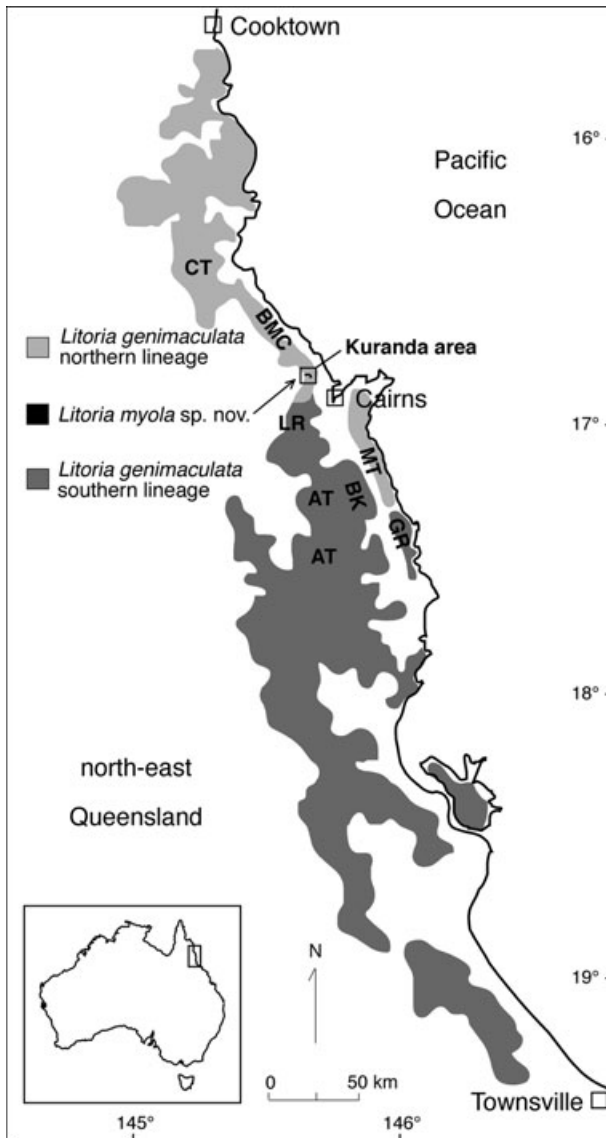 Cooktown
16°
Pacific
Ocean
CT
BMC
Litoria genimaculata
northern lineage
Kuranda area
Litoria myola sp. nov.
Cairns
17°
LR
MT
Litoria genimaculata
southern lineage
AT
BK
GR
AT
18°
north-east
Queensland
N
19°
0 50 km
Townsville
145° 146°